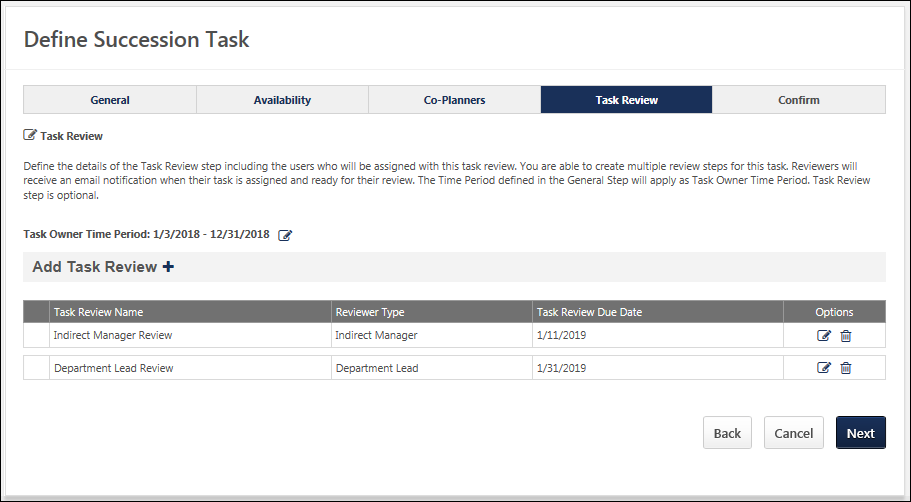 Define Succession Task
General Availability Co-Planners Task Review Confirm
Task Review
Define the details of the Task Review step including the users who will be assigned with this task review. You are able to create multiple review steps for this task. Reviewers will
receive an email notification when their task is assigned and ready for their review. The Time Period defined in the General Step will apply as Task Owner Time Period. Task Review
step is optional.
Task Owner Time Period: 1/3/2018 - 12/31/2018
Add Task Review +
Task Review Name Reviewer Type Task Review Due Date Options
Indirect Manager Review Indirect Manager 1/11/2019
Department Lead Review Department Lead 1/31/2019
Back Cancel Next